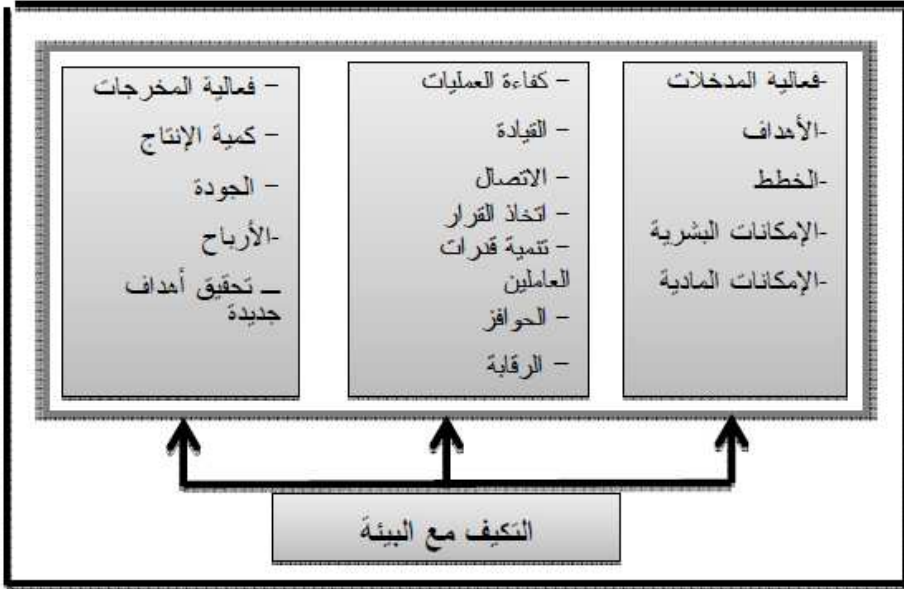 -فعالية المدخلات
-الأهداف
-الخطط
-الإمكانات البشرية
-الإمكانات المادية
– كفاءة العمليات
– القيادة
– الاتصال
– اتخاذ القرار
– تنمية قدرات
العاملين
– الحوافز
– الرقابة
– فعالية المخرجات
– كمية الإنتاج
– الجودة
-الأرباح
ـــ تحقيق أهداف
جديدة
التكيف مع البيئة